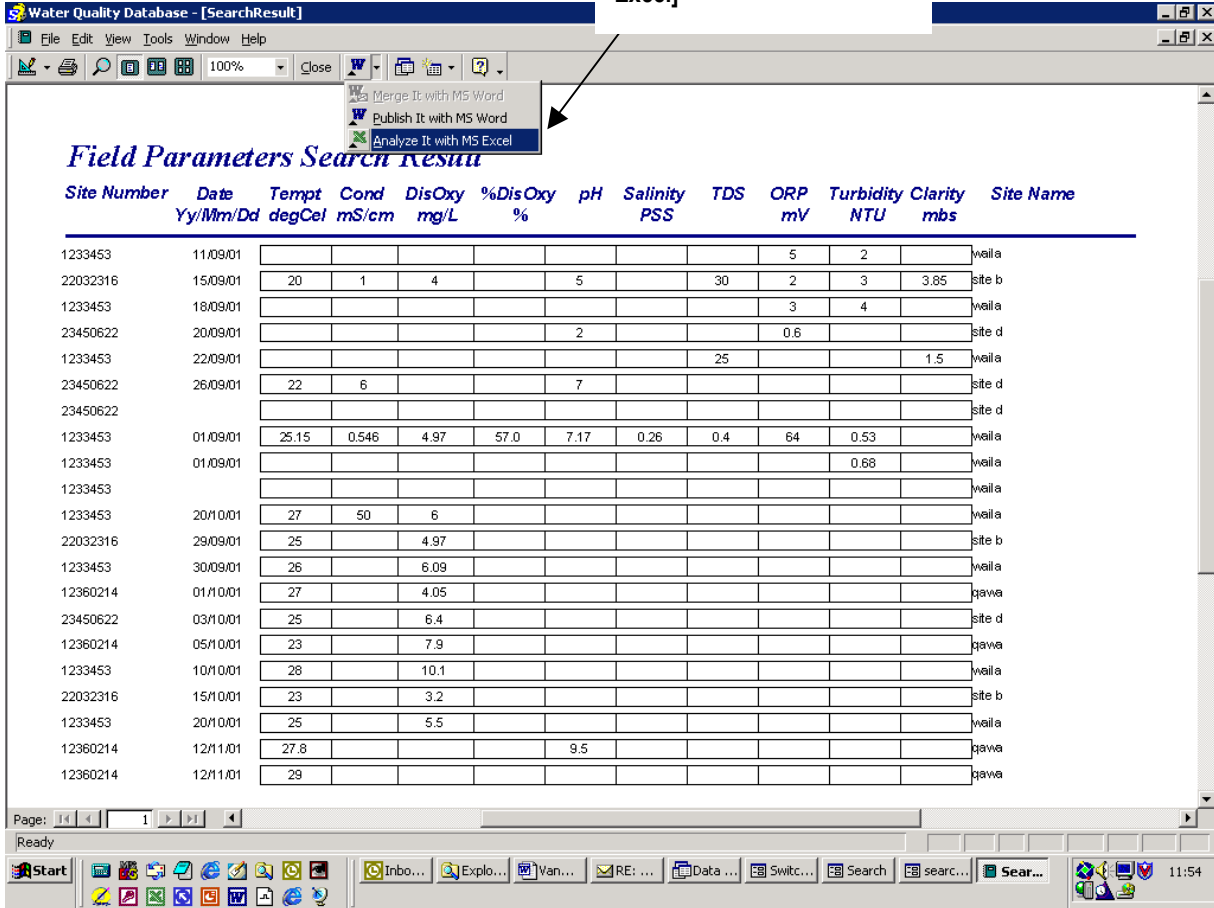 Excel]
Water Quality Database - [SearchResult]
File Edit View Tools Window Help
100% Close
Merge It with MS Word
Publish It with MS Word
Analyze It with MS Excel
Field Parameters Search Result
Site Number Date Tempt Cond DisOxy %DisOxy pH Salinity TDS ORP Turbidity Clarity Site Name
Yy/Mm/Dd degCel mS/cm mg/L % PSS mV NTU mbs
1233453 11/09/01 5 2 waila
22032316 15/09/01 20 1 4 5 30 2 3 3.85 site b
1233453 18/09/01 3 4 waila
23450622 20/09/01 2 0.6 site d
1233453 22/09/01 25 1.5 waila
23450622 26/09/01 22 6 7 site d
23450622 site d
1233453 01/09/01 25.15 0.546 4.97 57.0 7.17 0.26 0.4 64 0.53 waila
1233453 01/09/01 0.68 waila
1233453 waila
1233453 20/10/01 27 50 6 waila
22032316 29/09/01 25 4.97 site b
1233453 30/09/01 26 6.09 waila
12360214 01/10/01 27 4.05 qawa
23450622 03/10/01 25 6.4 site d
12360214 05/10/01 23 7.9 qawa
1233453 10/10/01 28 10.1 waila
22032316 15/10/01 23 3.2 site b
1233453 20/10/01 25 5.5 waila
12360214 12/11/01 27.8 9.5 qawa
12360214 12/11/01 29 qawa
Page: 1
Ready
Start Inbo... Explo... Van... RE: ... Data ... Switc... Search searc... Sear... 11:54